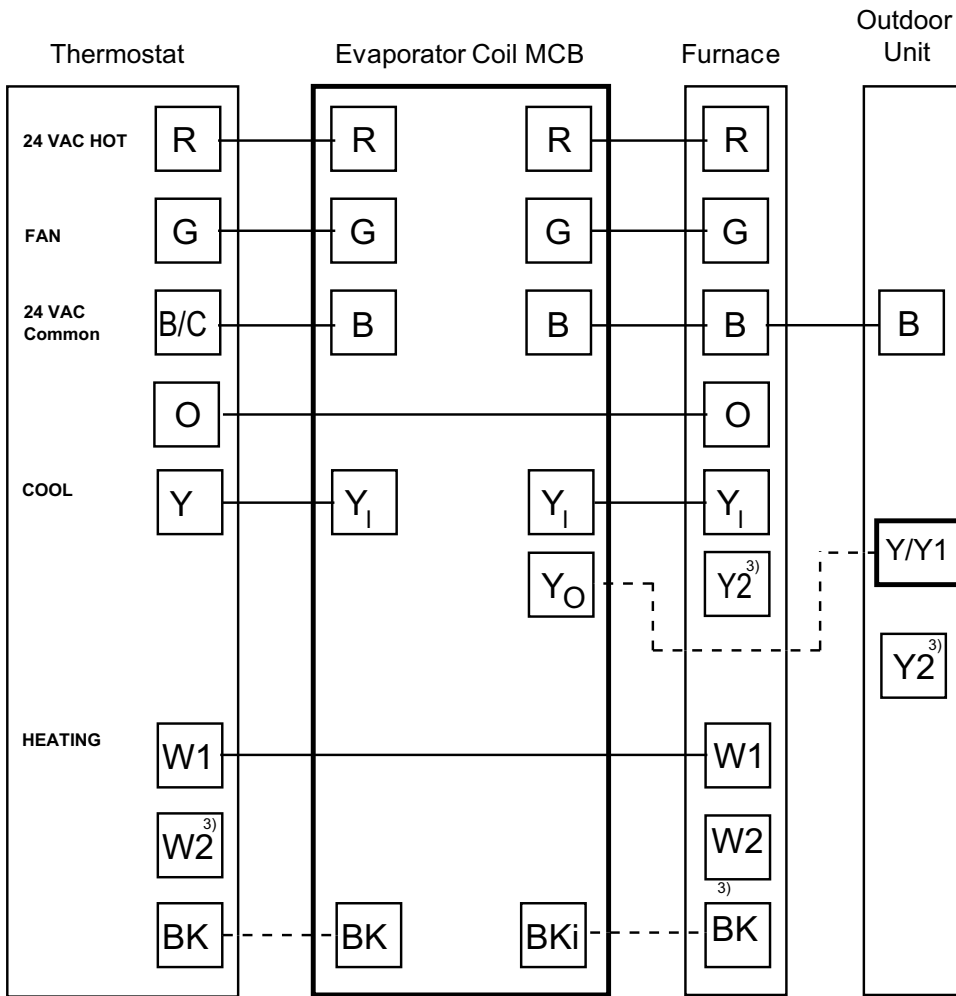 Thermostat Evaporator Coil MCB Furnace Outdoor
Unit
24 VAC HOT R R R R
FAN G G G G
24 VAC
Common B/C B B B B
O O
COOL Y YI YI YI
YO Y2 3) Y/Y1
Y2 3)
HEATING W1 W1
W2 3) W2
3)
BK BK BKi BK